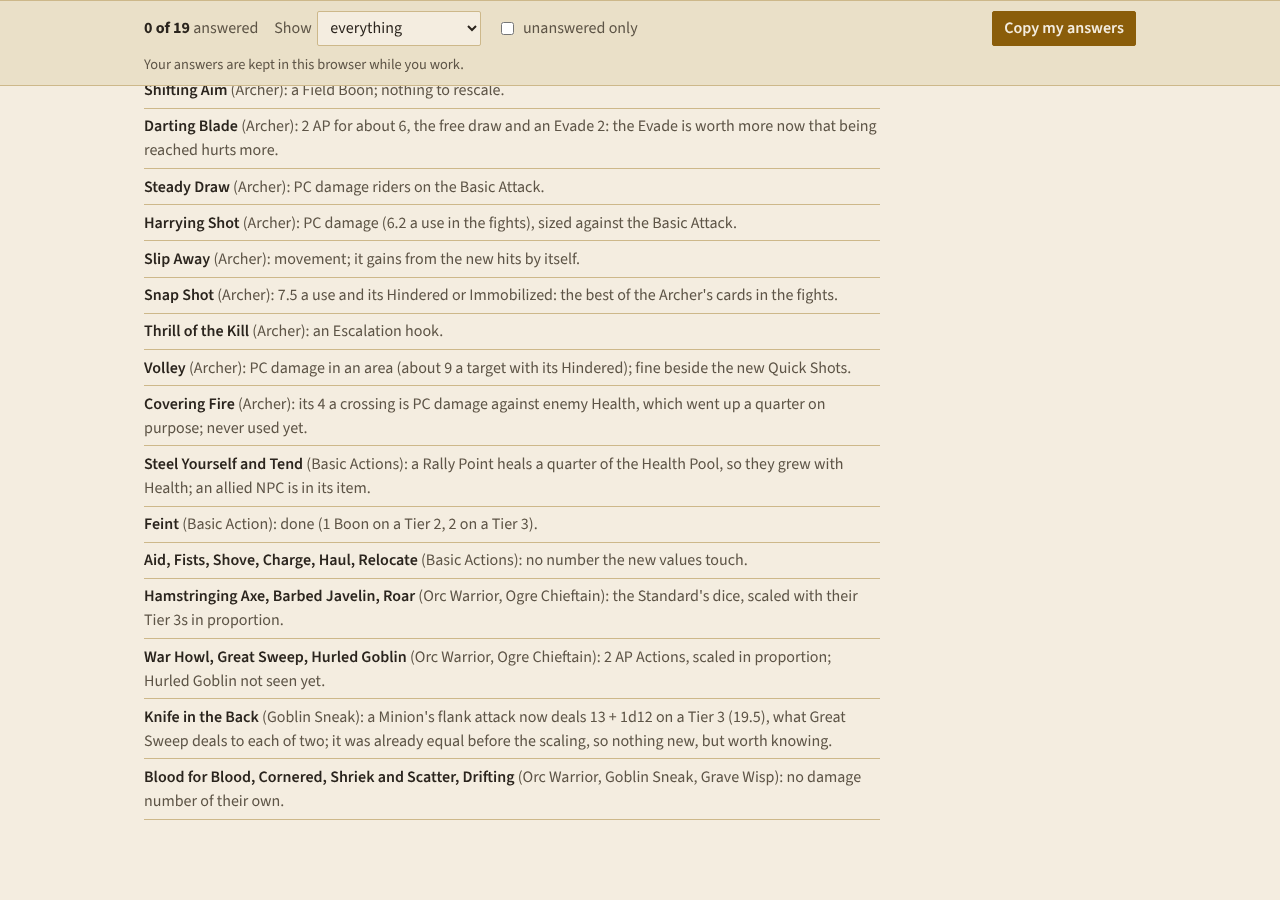 0 of 19 answered Show everything unanswered only Copy my answers
Your answers are kept in this browser while you work.
Shifting Aim (Archer): a Field Boon; nothing to rescale.
Darting Blade (Archer): 2 AP for about 6, the free draw and an Evade 2: the Evade is worth more now that being
reached hurts more.
Steady Draw (Archer): PC damage riders on the Basic Attack.
Harrying Shot (Archer): PC damage (6.2 a use in the fights), sized against the Basic Attack.
Slip Away (Archer): movement; it gains from the new hits by itself.
Snap Shot (Archer): 7.5 a use and its Hindered or Immobilized: the best of the Archer's cards in the fights.
Thrill of the Kill (Archer): an Escalation hook.
Volley (Archer): PC damage in an area (about 9 a target with its Hindered); fine beside the new Quick Shots.
Covering Fire (Archer): its 4 a crossing is PC damage against enemy Health, which went up a quarter on
purpose; never used yet.
Steel Yourself and Tend (Basic Actions): a Rally Point heals a quarter of the Health Pool, so they grew with
Health; an allied NPC is in its item.
Feint (Basic Action): done (1 Boon on a Tier 2, 2 on a Tier 3).
Aid, Fists, Shove, Charge, Haul, Relocate (Basic Actions): no number the new values touch.
Hamstringing Axe, Barbed Javelin, Roar (Orc Warrior, Ogre Chieftain): the Standard's dice, scaled with their
Tier 3s in proportion.
War Howl, Great Sweep, Hurled Goblin (Orc Warrior, Ogre Chieftain): 2 AP Actions, scaled in proportion;
Hurled Goblin not seen yet.
Knife in the Back (Goblin Sneak): a Minion's flank attack now deals 13 + 1d12 on a Tier 3 (19.5), what Great
Sweep deals to each of two; it was already equal before the scaling, so nothing new, but worth knowing.
Blood for Blood, Cornered, Shriek and Scatter, Drifting (Orc Warrior, Goblin Sneak, Grave Wisp): no damage
number of their own.